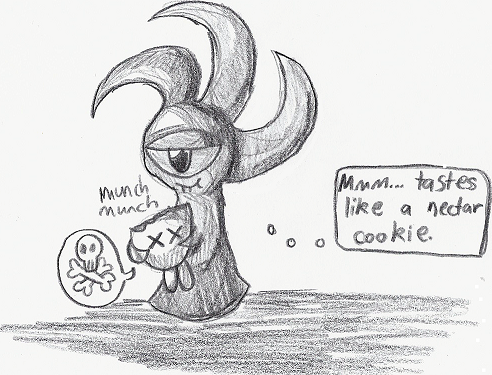 munch
munch
Mmm... tastes
like a nectar
cookie.